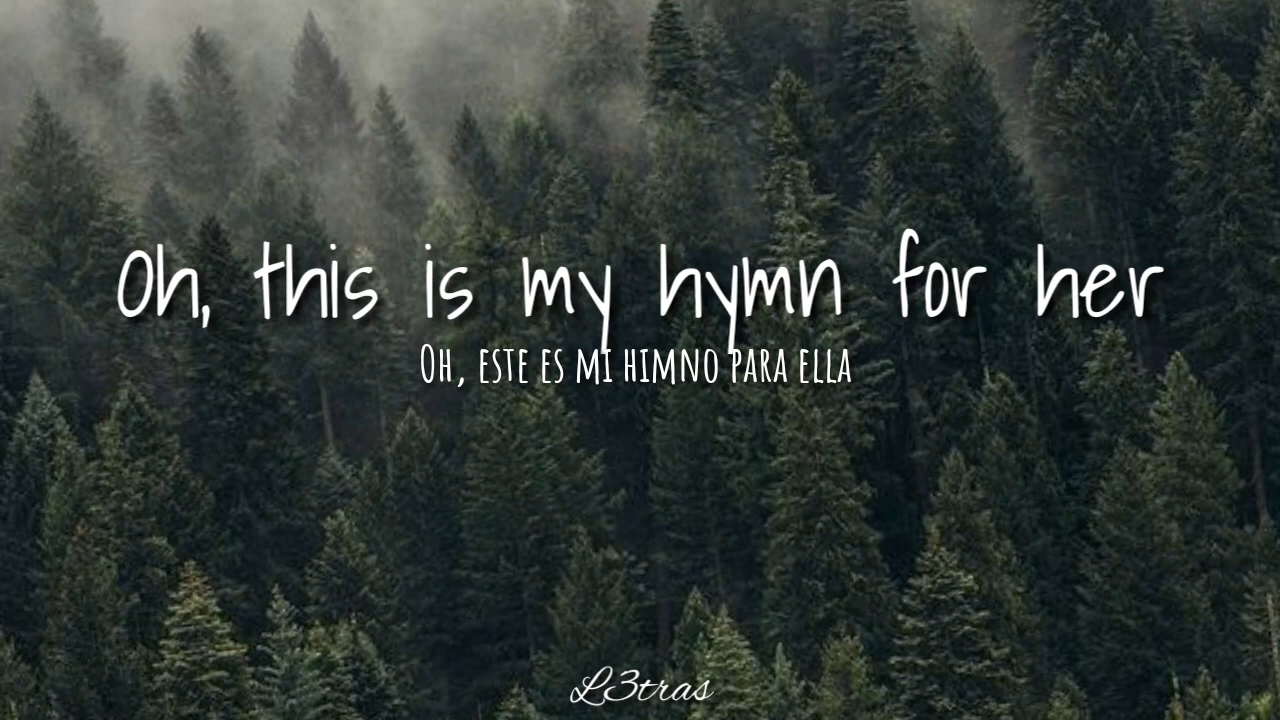 Oh, this is my hymn for her
Oh, este es mi himno para ella
L3tras